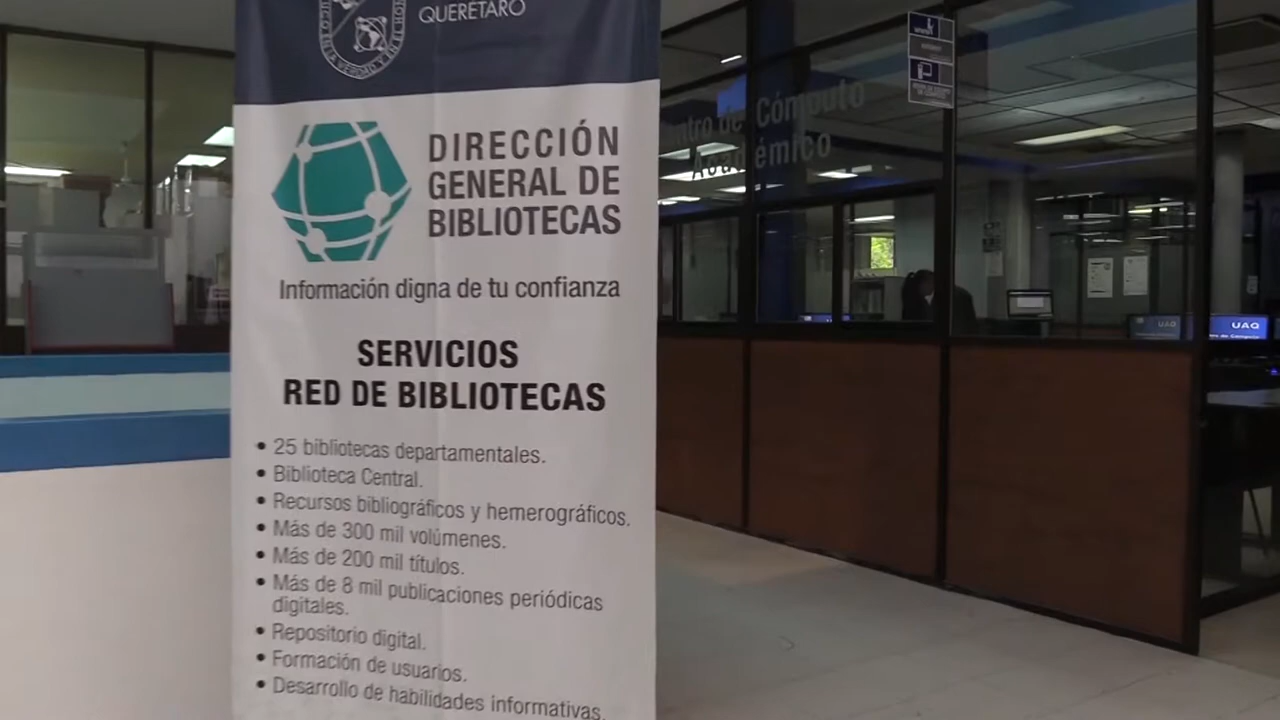 QUERÉTARO
DIRECCIÓN
GENERAL DE
BIBLIOTECAS
Información digna de tu confianza
SERVICIOS
RED DE BIBLIOTECAS
• 25 bibliotecas departamentales.
• Biblioteca Central.
• Recursos bibliográficos y hemerográficos.
• Más de 300 mil volúmenes.
• Más de 200 mil títulos.
• Más de 8 mil publicaciones periódicas
digitales.
• Repositorio digital.
• Formación de usuarios.
• Desarrollo de habilidades informativas.
Centro de Cómputo
Académico
UAQ
UAQ